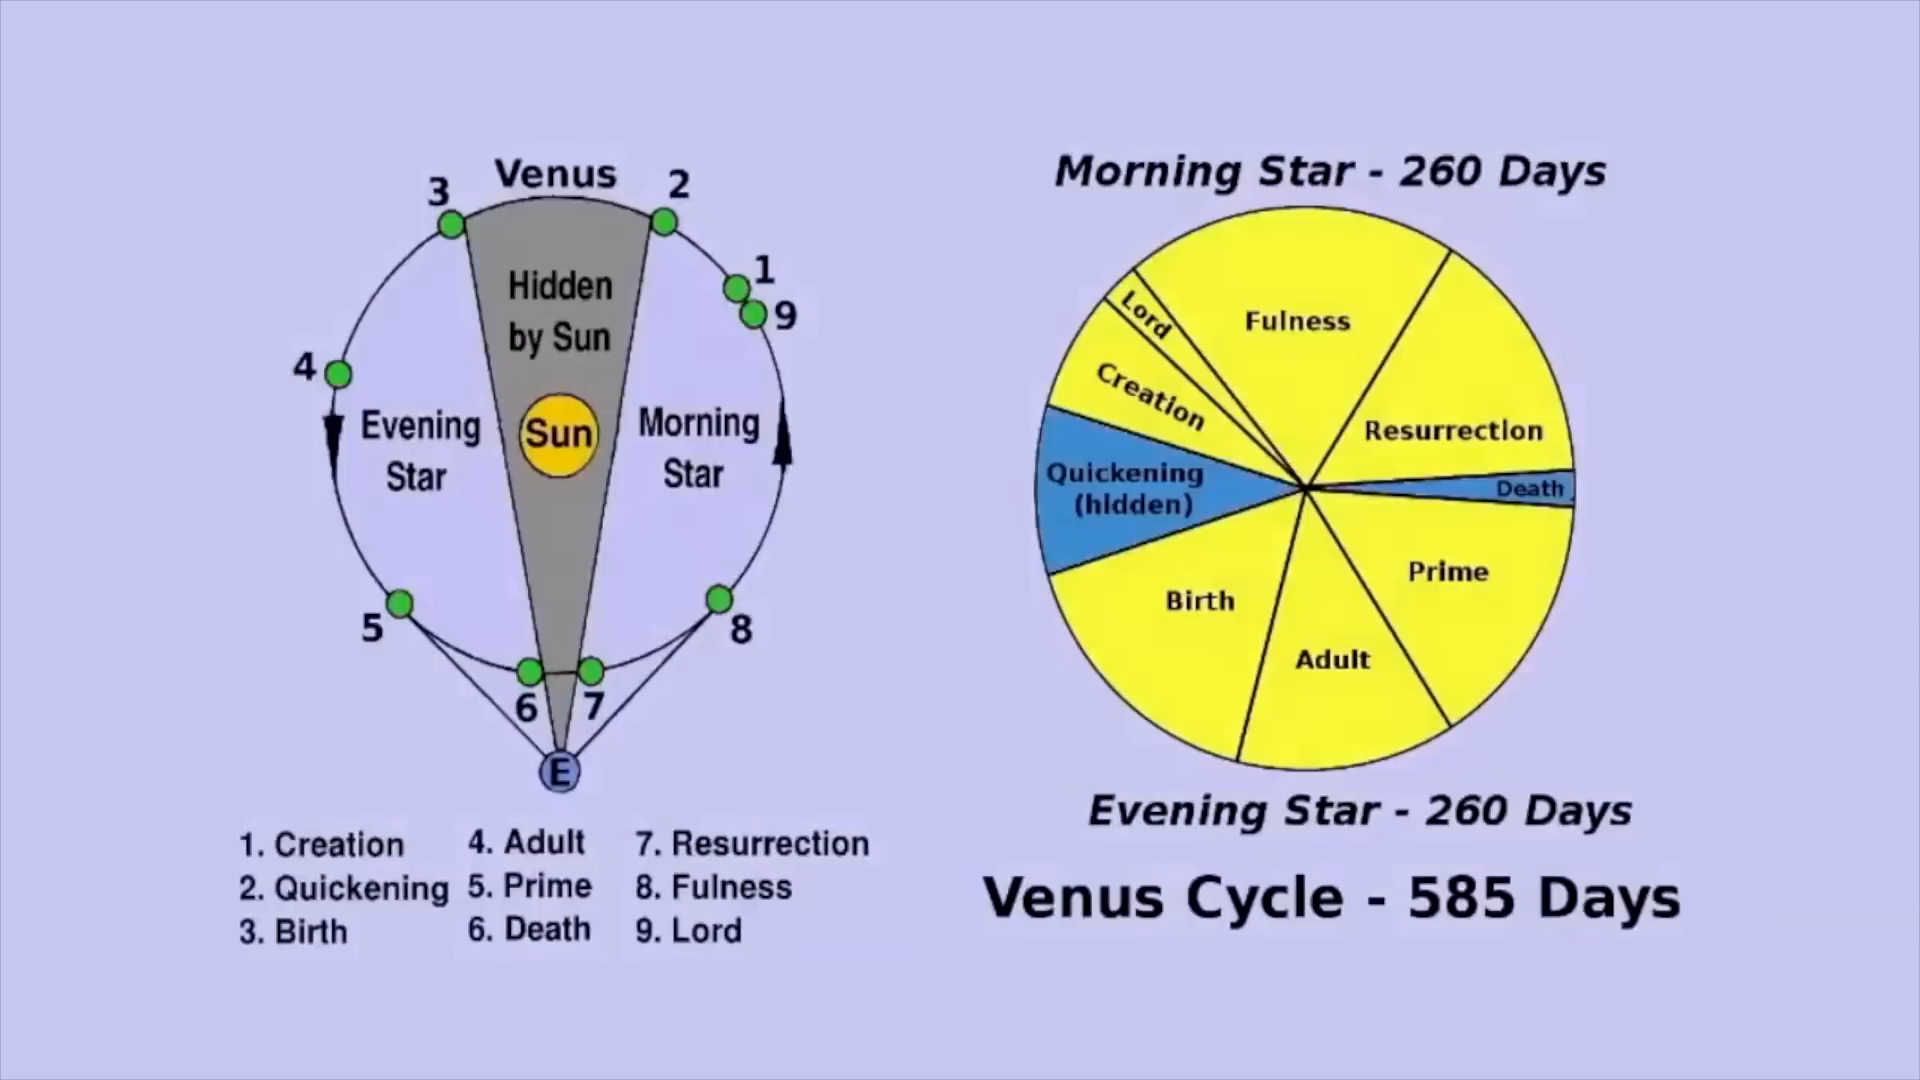 Venus
3
2
Hidden
by Sun
1
9
4
Evening
Star
Sun
Morning
Star
5
8
6
7
E
1. Creation
2. Quickening
3. Birth
4. Adult
5. Prime
6. Death
7. Resurrection
8. Fulness
9. Lord
Morning Star - 260 Days
Lord
Fulness
Creation
Resurrection
Quickening
(hidden)
Death
Prime
Birth
Adult
Evening Star - 260 Days
Venus Cycle - 585 Days